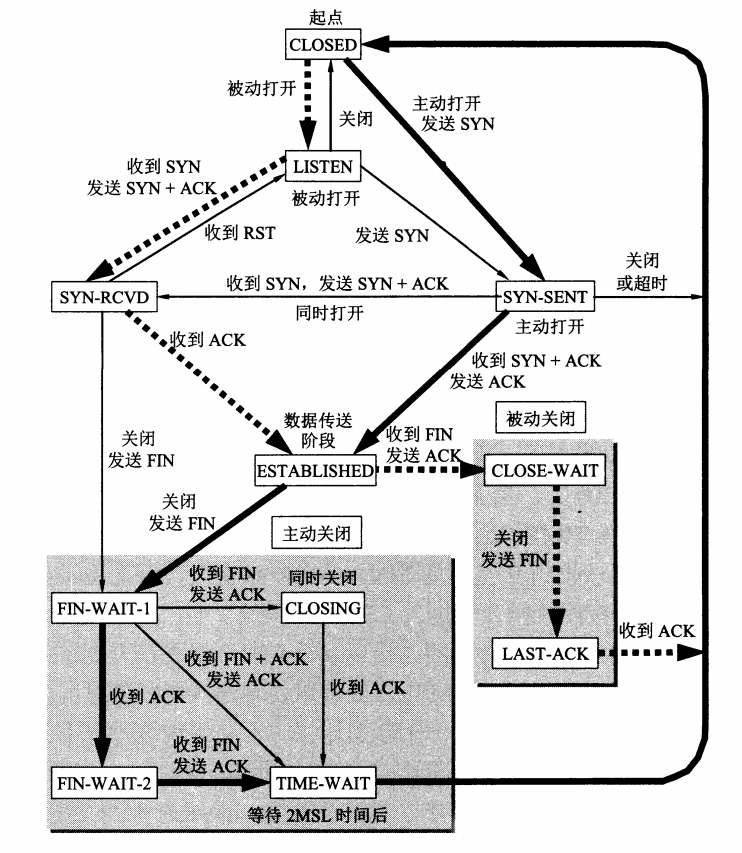 起点
CLOSED
被动打开
关闭
主动打开
发送 SYN
LISTEN
被动打开
收到 SYN
发送 SYN + ACK
收到 RST
发送 SYN
SYN-RCVD
收到 SYN，发送 SYN + ACK
同时打开
SYN-SENT
主动打开
关闭
或超时
收到 ACK
收到 SYN + ACK
发送 ACK
数据传送
阶段
ESTABLISHED
收到 FIN
发送 ACK
被动关闭
CLOSE-WAIT
关闭
发送 FIN
关闭
发送 FIN
主动关闭
关闭
发送 FIN
LAST-ACK
收到 ACK
FIN-WAIT-1
收到 FIN
发送 ACK
同时关闭
CLOSING
收到 FIN + ACK
发送 ACK
收到 ACK
收到 ACK
收到 FIN
发送 ACK
FIN-WAIT-2
TIME-WAIT
等待 2MSL 时间后